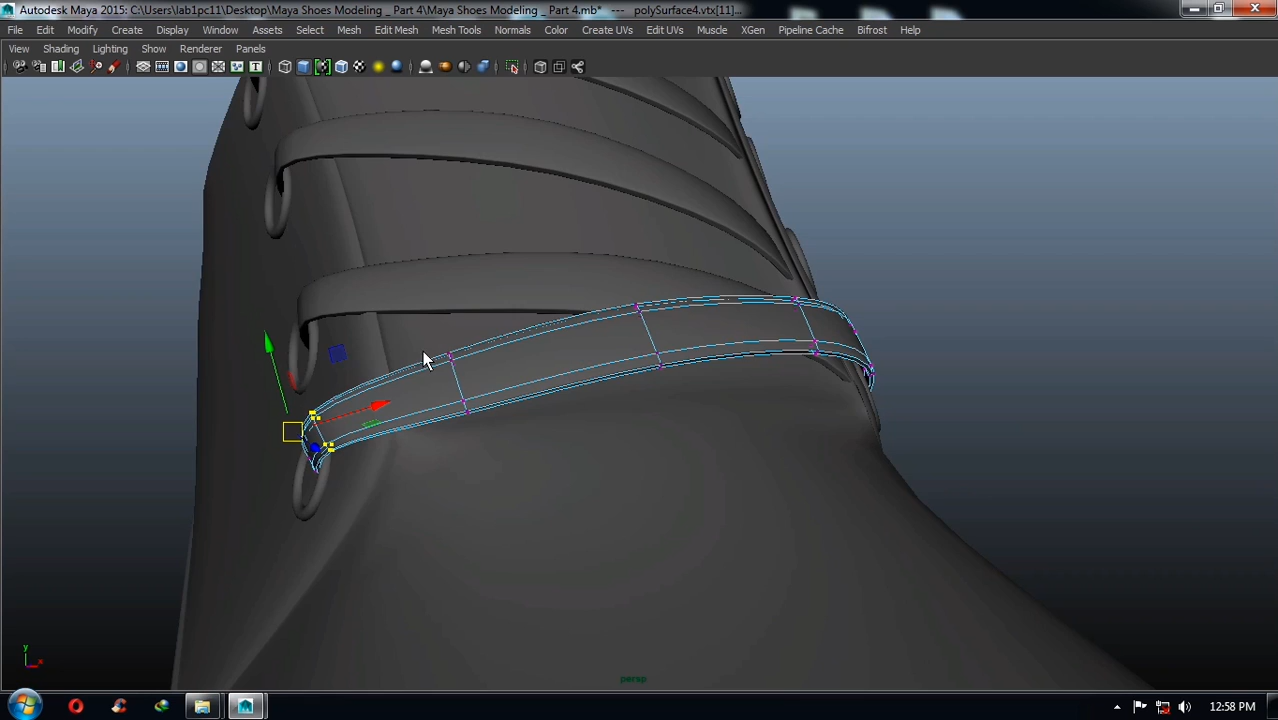 Autodesk Maya 2015: C:\Users\lab1pc11\Desktop\Maya Shoes Modeling _ Part 4\Maya Shoes Modeling _ Part 4.mb* --- polySurface4.vtx[11]...
File Edit Modify Create Display Window Assets Select Mesh Edit Mesh Mesh Tools Normals Color Create UVs Edit UVs Muscle XGen Pipeline Cache Bifrost Help
View Shading Lighting Show Renderer Panels
y
x
persp
12:58 PM